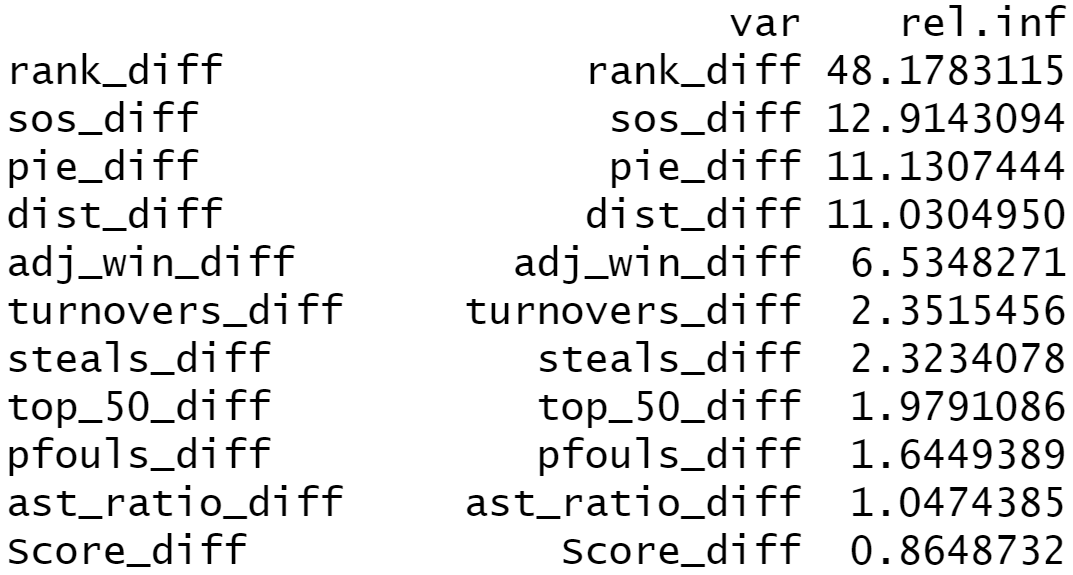 var rel.inf
rank_diff rank_diff 48.1783115
sos_diff sos_diff 12.9143094
pie_diff pie_diff 11.1307444
dist_diff dist_diff 11.0304950
adj_win_diff adj_win_diff 6.5348271
turnovers_diff turnovers_diff 2.3515456
steals_diff steals_diff 2.3234078
top_50_diff top_50_diff 1.9791086
pfouls_diff pfouls_diff 1.6449389
ast_ratio_diff ast_ratio_diff 1.0474385
Score_diff Score_diff 0.8648732